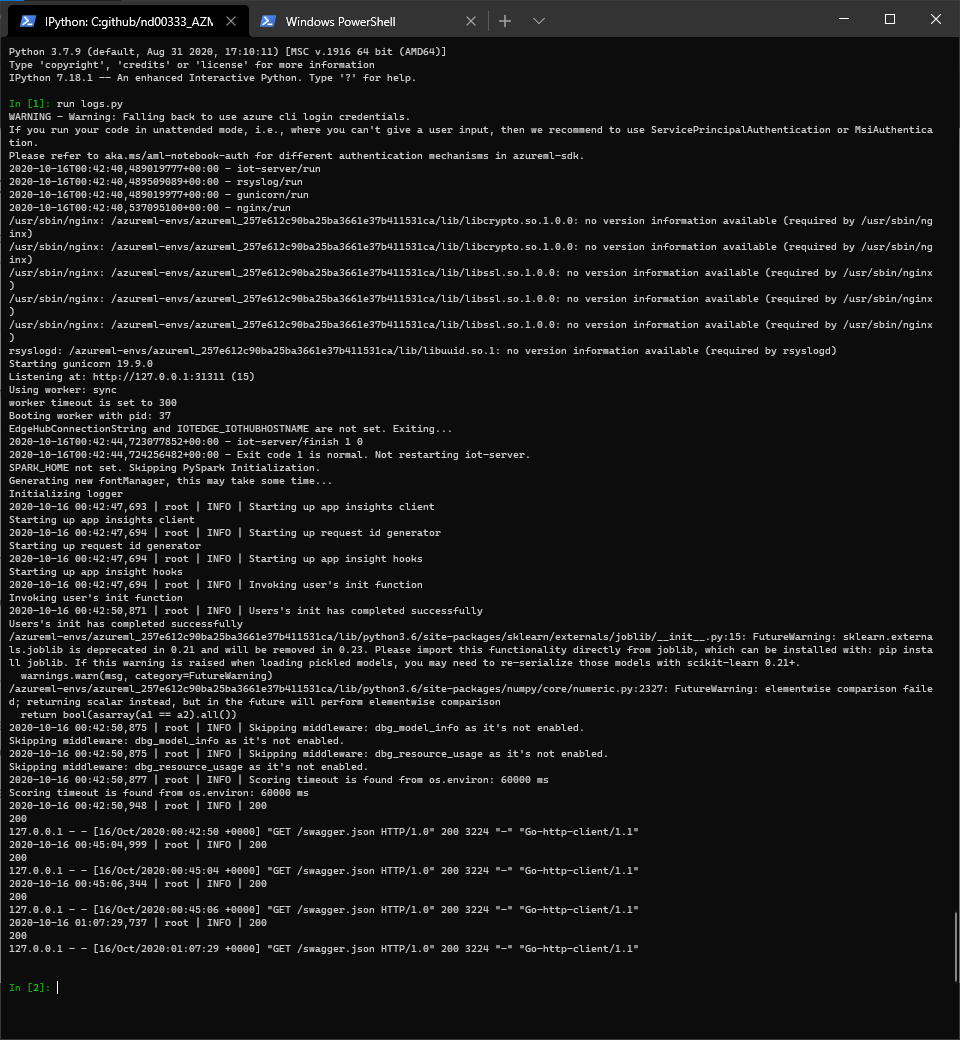 IPython: C:github/nd00333_AZM
Windows PowerShell
Python 3.7.9 (default, Aug 31 2020, 17:10:11) [MSC v.1916 64 bit (AMD64)]
Type 'copyright', 'credits' or 'license' for more information
IPython 7.18.1 -- An enhanced Interactive Python. Type '?' for help.
In [1]: run logs.py
WARNING - Warning: Falling back to use azure cli login credentials.
If you run your code in unattended mode, i.e., where you can't give a user input, then we recommend to use ServicePrincipalAuthentication or MsiAuthentica
tion.
Please refer to aka.ms/aml-notebook-auth for different authentication mechanisms in azureml-sdk.
2020-10-16T00:42:40,489019777+00:00 - iot-server/run
2020-10-16T00:42:40,489509089+00:00 - rsyslog/run
2020-10-16T00:42:40,489019977+00:00 - gunicorn/run
2020-10-16T00:42:40,537095100+00:00 - nginx/run
/usr/sbin/nginx: /azureml-envs/azureml_257e612c90ba25ba3661e37b411531ca/lib/libcrypto.so.1.0.0: no version information available (required by /usr/sbin/ng
inx)
/usr/sbin/nginx: /azureml-envs/azureml_257e612c90ba25ba3661e37b411531ca/lib/libcrypto.so.1.0.0: no version information available (required by /usr/sbin/ng
inx)
/usr/sbin/nginx: /azureml-envs/azureml_257e612c90ba25ba3661e37b411531ca/lib/libssl.so.1.0.0: no version information available (required by /usr/sbin/nginx
)
/usr/sbin/nginx: /azureml-envs/azureml_257e612c90ba25ba3661e37b411531ca/lib/libssl.so.1.0.0: no version information available (required by /usr/sbin/nginx
)
/usr/sbin/nginx: /azureml-envs/azureml_257e612c90ba25ba3661e37b411531ca/lib/libssl.so.1.0.0: no version information available (required by /usr/sbin/nginx
)
rsyslogd: /azureml-envs/azureml_257e612c90ba25ba3661e37b411531ca/lib/libuuid.so.1: no version information available (required by rsyslogd)
Starting gunicorn 19.9.0
Listening at: http://127.0.0.1:31311 (15)
Using worker: sync
worker timeout is set to 300
Booting worker with pid: 37
EdgeHubConnectionString and IOTEDGE_IOTHUBHOSTNAME are not set. Exiting...
2020-10-16T00:42:44,723077852+00:00 - iot-server/finish 1 0
2020-10-16T00:42:44,724256482+00:00 - Exit code 1 is normal. Not restarting iot-server.
SPARK_HOME not set. Skipping PySpark Initialization.
Generating new fontManager, this may take some time...
Initializing logger
2020-10-16 00:42:47,693 | root | INFO | Starting up app insights client
Starting up app insights client
2020-10-16 00:42:47,694 | root | INFO | Starting up request id generator
Starting up request id generator
2020-10-16 00:42:47,694 | root | INFO | Starting up app insight hooks
Starting up app insight hooks
2020-10-16 00:42:47,694 | root | INFO | Invoking user's init function
Invoking user's init function
2020-10-16 00:42:50,871 | root | INFO | Users's init has completed successfully
Users's init has completed successfully
/azureml-envs/azureml_257e612c90ba25ba3661e37b411531ca/lib/python3.6/site-packages/sklearn/externals/joblib/__init__.py:15: FutureWarning: sklearn.externa
ls.joblib is deprecated in 0.21 and will be removed in 0.23. Please import this functionality directly from joblib, which can be installed with: pip insta
ll joblib. If this warning is raised when loading pickled models, you may need to re-serialize those models with scikit-learn 0.21+.
warnings.warn(msg, category=FutureWarning)
/azureml-envs/azureml_257e612c90ba25ba3661e37b411531ca/lib/python3.6/site-packages/numpy/core/numeric.py:2327: FutureWarning: elementwise comparison faile
d; returning scalar instead, but in the future will perform elementwise comparison
return bool(asarray(a1 == a2).all())
2020-10-16 00:42:50,875 | root | INFO | Skipping middleware: dbg_model_info as it's not enabled.
Skipping middleware: dbg_model_info as it's not enabled.
2020-10-16 00:42:50,875 | root | INFO | Skipping middleware: dbg_resource_usage as it's not enabled.
Skipping middleware: dbg_resource_usage as it's not enabled.
2020-10-16 00:42:50,877 | root | INFO | Scoring timeout is found from os.environ: 60000 ms
Scoring timeout is found from os.environ: 60000 ms
2020-10-16 00:42:50,948 | root | INFO | 200
200
127.0.0.1 - - [16/Oct/2020:00:42:50 +0000] "GET /swagger.json HTTP/1.0" 200 3224 "-" "Go-http-client/1.1"
2020-10-16 00:45:04,999 | root | INFO | 200
200
127.0.0.1 - - [16/Oct/2020:00:45:04 +0000] "GET /swagger.json HTTP/1.0" 200 3224 "-" "Go-http-client/1.1"
2020-10-16 00:45:06,344 | root | INFO | 200
200
127.0.0.1 - - [16/Oct/2020:00:45:06 +0000] "GET /swagger.json HTTP/1.0" 200 3224 "-" "Go-http-client/1.1"
2020-10-16 01:07:29,737 | root | INFO | 200
200
127.0.0.1 - - [16/Oct/2020:01:07:29 +0000] "GET /swagger.json HTTP/1.0" 200 3224 "-" "Go-http-client/1.1"
In [2]: